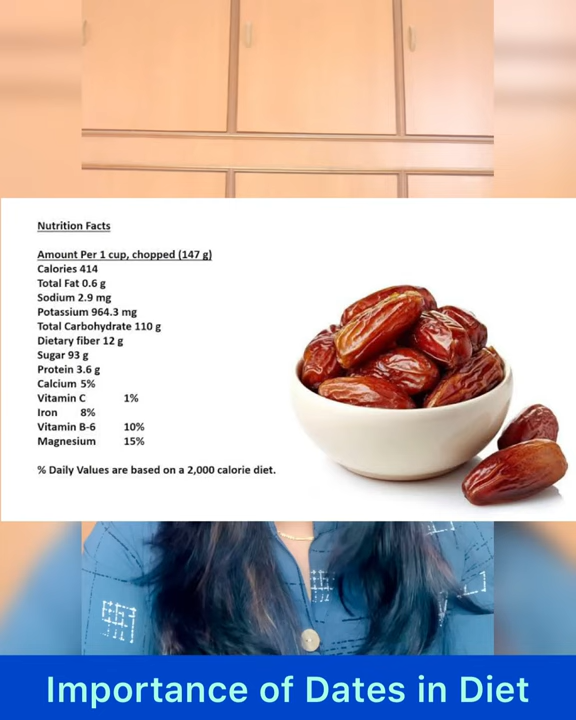 Nutrition Facts
Amount Per 1 cup, chopped (147 g)
Calories 414
Total Fat 0.6 g
Sodium 2.9 mg
Potassium 964.3 mg
Total Carbohydrate 110 g
Dietary fiber 12 g
Sugar 93 g
Protein 3.6 g
Calcium 5%
Vitamin C 1%
Iron 8%
Vitamin B-6 10%
Magnesium 15%
% Daily Values are based on a 2,000 calorie diet.
Importance of Dates in Diet